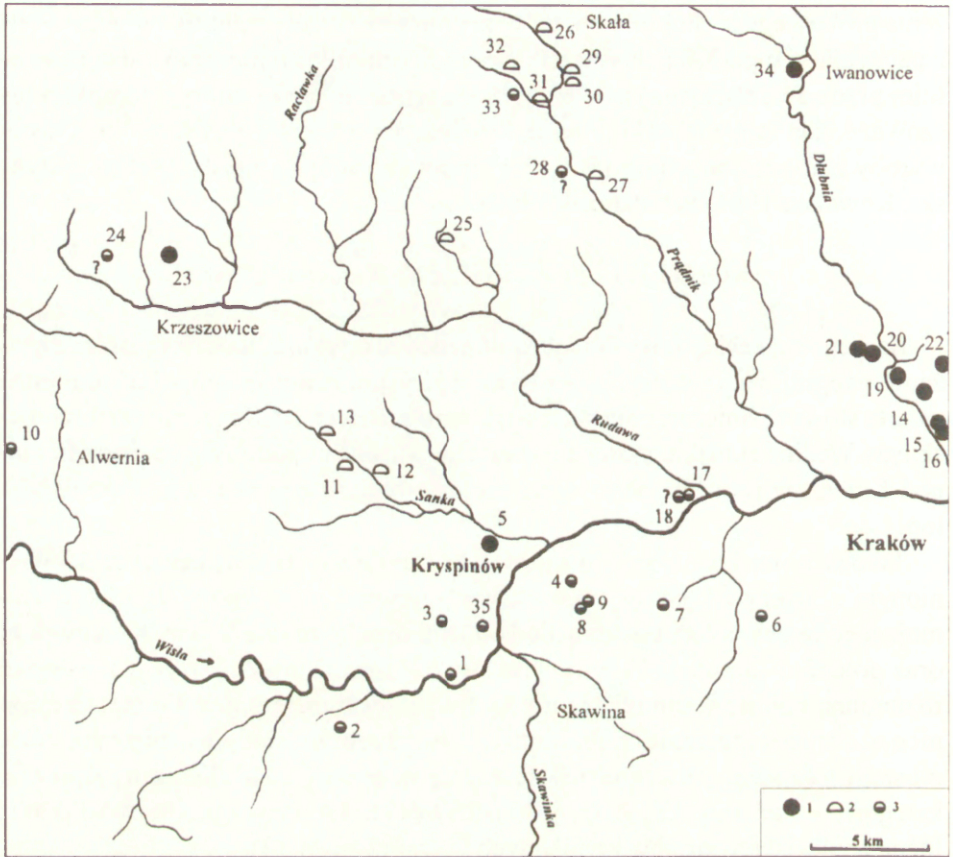 Skała
26
32
29
34
Iwanowice
31
30
33
Racławka
28
?
27
Dłubnia
25
24
?
23
Prądnik
Krzeszowice
21
20
22
19
14
15
16
13
Rudawa
10
Alwernia
11
12
17
?
18
Sanka
5
Kraków
Kryspinów
4
9
8
7
6
3
35
Wisła →
1
Skawina
2
Skawinka
1 2 3
5 km